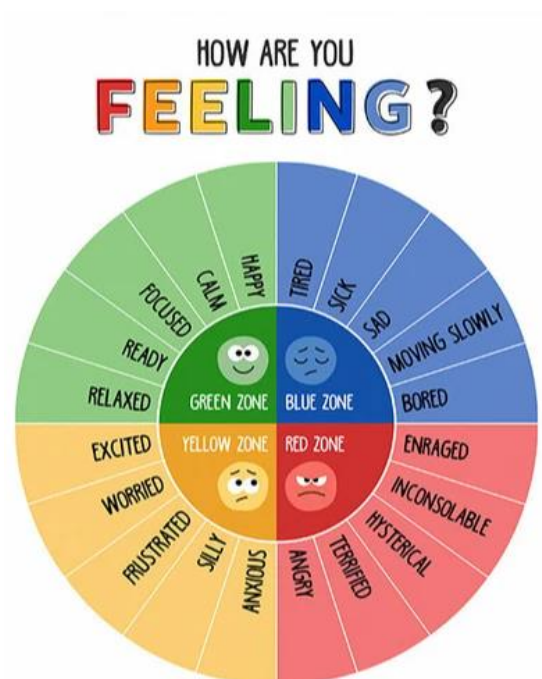 HOW ARE YOU
FEELING?
HAPPY
CALM
FOCUSED
READY
RELAXED
GREEN ZONE
TIRED
SICK
SAD
MOVING SLOWLY
BORED
BLUE ZONE
EXCITED
WORRIED
FRUSTRATED
SILLY
ANXIOUS
YELLOW ZONE
RED ZONE
ENRAGED
INCONSOLABLE
HYSTERICAL
TERRIFIED
ANGRY